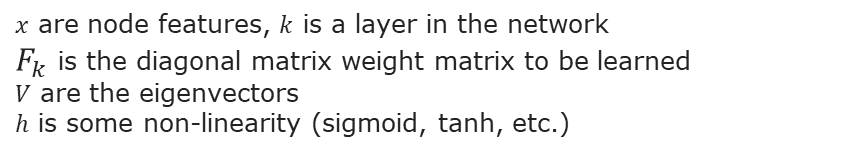 x are node features, k is a layer in the network
F_k is the diagonal matrix weight matrix to be learned
V are the eigenvectors
h is some non-linearity (sigmoid, tanh, etc.)